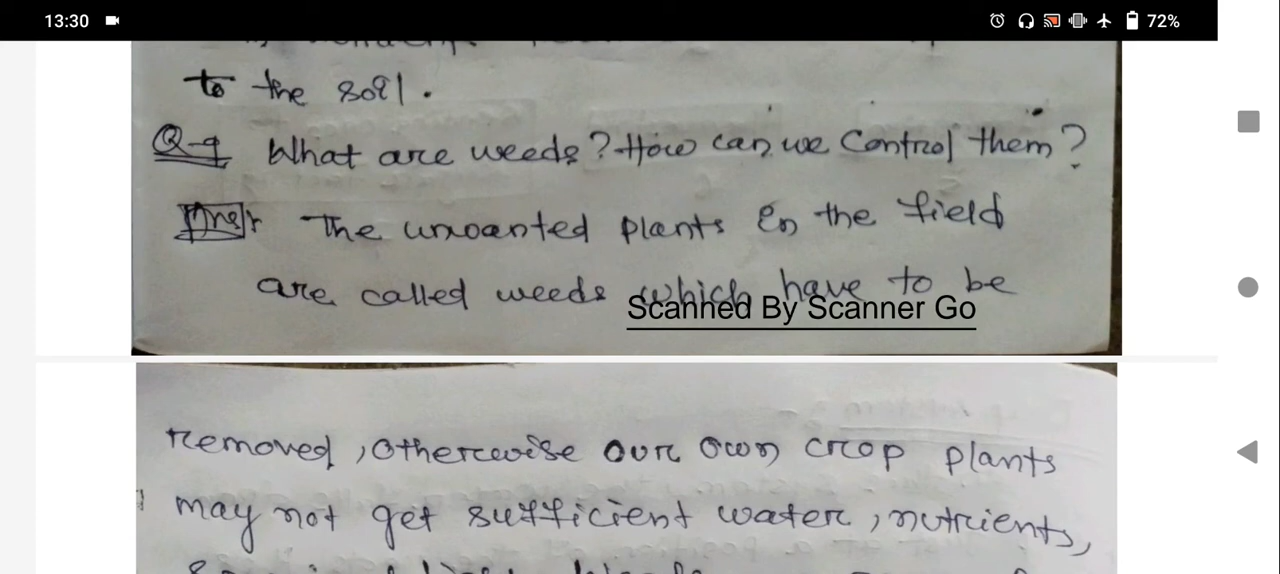 13:30
72%
to the soil.
Q-9 What are weeds? How can we Control them?
Ans:r The unwanted plants in the field
are called weeds which have to be
Scanned By Scanner Go
removed, otherwise our own crop plants
may not get sufficient water, nutrients,